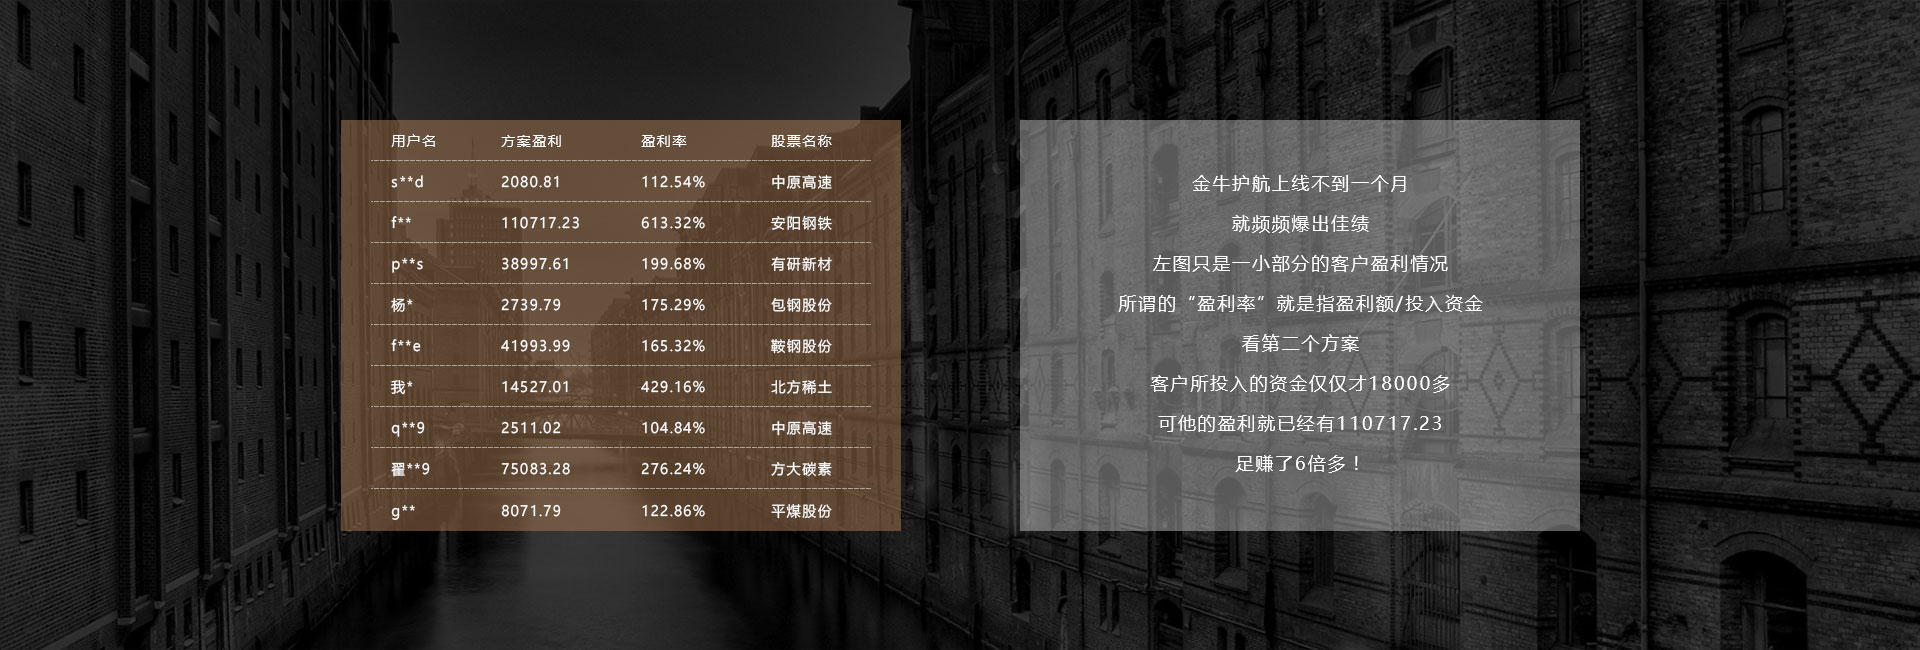 用户名 方案盈利 盈利率 股票名称
s**d 2080.81 112.54% 中原高速
f** 110717.23 613.32% 安阳钢铁
p**s 38997.61 199.68% 有研新材
杨* 2739.79 175.29% 包钢股份
f**e 41993.99 165.32% 鞍钢股份
我* 14527.01 429.16% 北方稀土
q**9 2511.02 104.84% 中原高速
翟**9 75083.28 276.24% 方大碳素
g** 8071.79 122.86% 平煤股份
金牛护航上线不到一个月
就频频爆出佳绩
左图只是一小部分的客户盈利情况
所谓的“盈利率”就是指盈利额/投入资金
看第二个方案
客户所投入的资金仅仅才18000多
可他的盈利就已经有110717.23
足赚了6倍多！